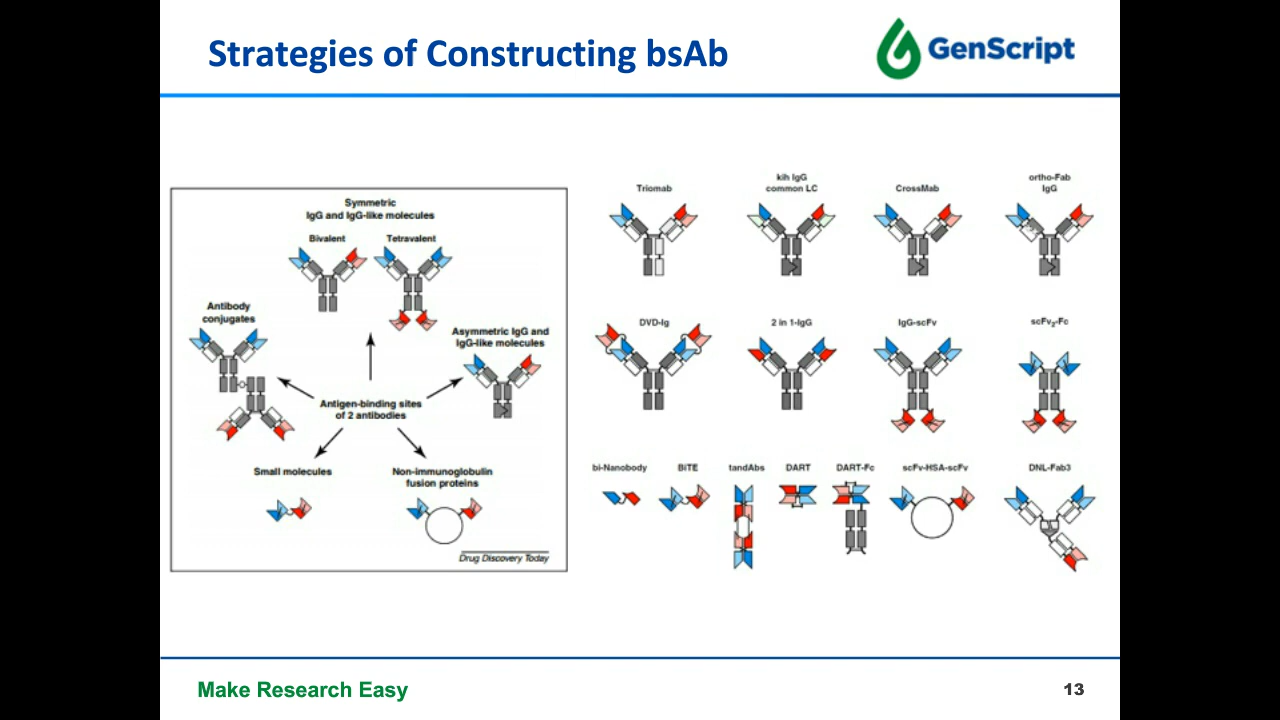 Strategies of Constructing bsAb
GenScript
Symmetric
IgG and IgG-like molecules
Bivalent
Tetravalent
Antibody
conjugates
Asymmetric IgG and
IgG-like molecules
Antigen-binding sites
of 2 antibodies
Small molecules
Non-immunoglobulin
fusion proteins
Drug Discovery Today
Triomab
kih IgG
common LC
CrossMab
ortho-Fab
IgG
DVD-Ig
2 in 1-IgG
IgG-scFv
scFv2-Fc
bi-Nanobody
BiTE
tandAbs
DART
DART-Fc
scFv-HSA-scFv
DNL-Fab3
Make Research Easy
13